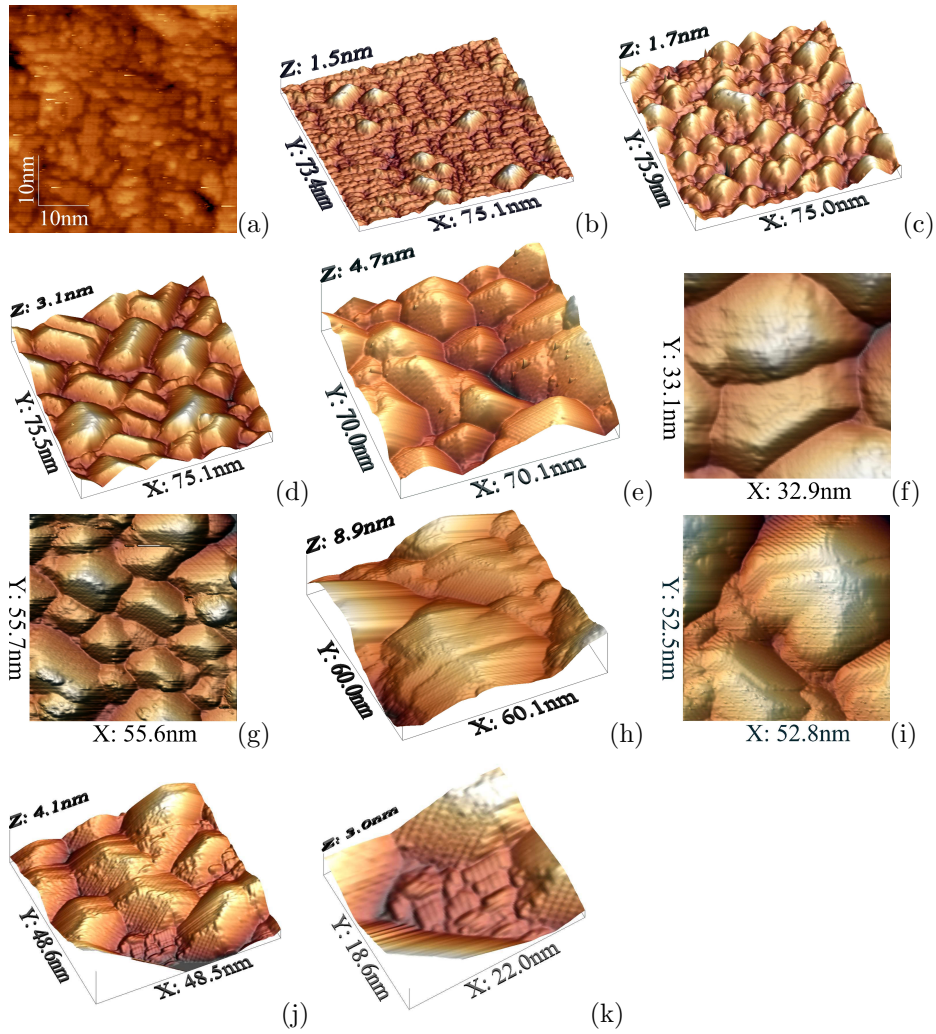 10nm
10nm
(a)
Z: 1.5nm
Y: 73.4nm
X: 75.1nm
(b)
Z: 1.7nm
Y: 75.9nm
X: 75.0nm
(c)
Z: 3.1nm
Y: 75.5nm
X: 75.1nm
(d)
Z: 4.7nm
Y: 70.0nm
X: 70.1nm
(e)
Y: 33.1nm
X: 32.9nm
(f)
Y: 55.7nm
X: 55.6nm
(g)
Z: 8.9nm
Y: 60.0nm
X: 60.1nm
(h)
Y: 52.5nm
X: 52.8nm
(i)
Z: 4.1nm
Y: 48.6nm
X: 48.5nm
(j)
Z: 3.0nm
Y: 18.6nm
X: 22.0nm
(k)